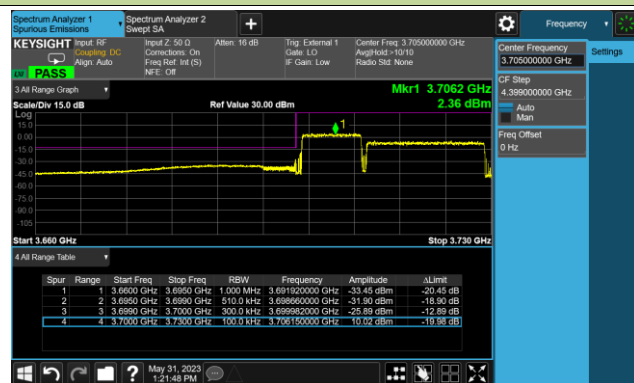 Spectrum Analyzer 1
Spurious Emissions
Spectrum Analyzer 2
Swept SA
Frequency
KEYSIGHT
Input: RF
Coupling: DC
Align: Auto
PASS
Input Z: 50 Ω
Corrections: On
Freq Ref: Int (S)
NFE: Off
Atten: 16 dB
Trig: External 1
Gate: LO
IF Gain: Low
Center Freq: 3.705000000 GHz
Avg|Hold:>10/10
Radio Std: None
Center Frequency
3.705000000 GHz
Settings
CF Step
4.399000000 GHz
Auto
Man
Freq Offset
0 Hz
3 All Range Graph
Mkr1 3.7062 GHz
Scale/Div 15.0 dB
Ref Value 30.00 dBm
2.36 dBm
Log
15.0
0.00
-15.0
-30.0
-45.0
-60.0
-75.0
-90.0
-105
1
Start 3.660 GHz
Stop 3.730 GHz
4 All Range Table
Spur Range Start Freq Stop Freq RBW Frequency Amplitude ΔLimit
1 1 3.6600 GHz 3.6950 GHz 1.000 MHz 3.691920000 GHz -33.45 dBm -20.45 dB
2 2 3.6950 GHz 3.6990 GHz 510.0 kHz 3.698660000 GHz -31.90 dBm -18.90 dB
3 3 3.6990 GHz 3.7000 GHz 300.0 kHz 3.699982000 GHz -25.89 dBm -12.89 dB
4 4 3.7000 GHz 3.7300 GHz 100.0 kHz 3.706150000 GHz 10.02 dBm -19.98 dB
May 31, 2023
1:21:48 PM